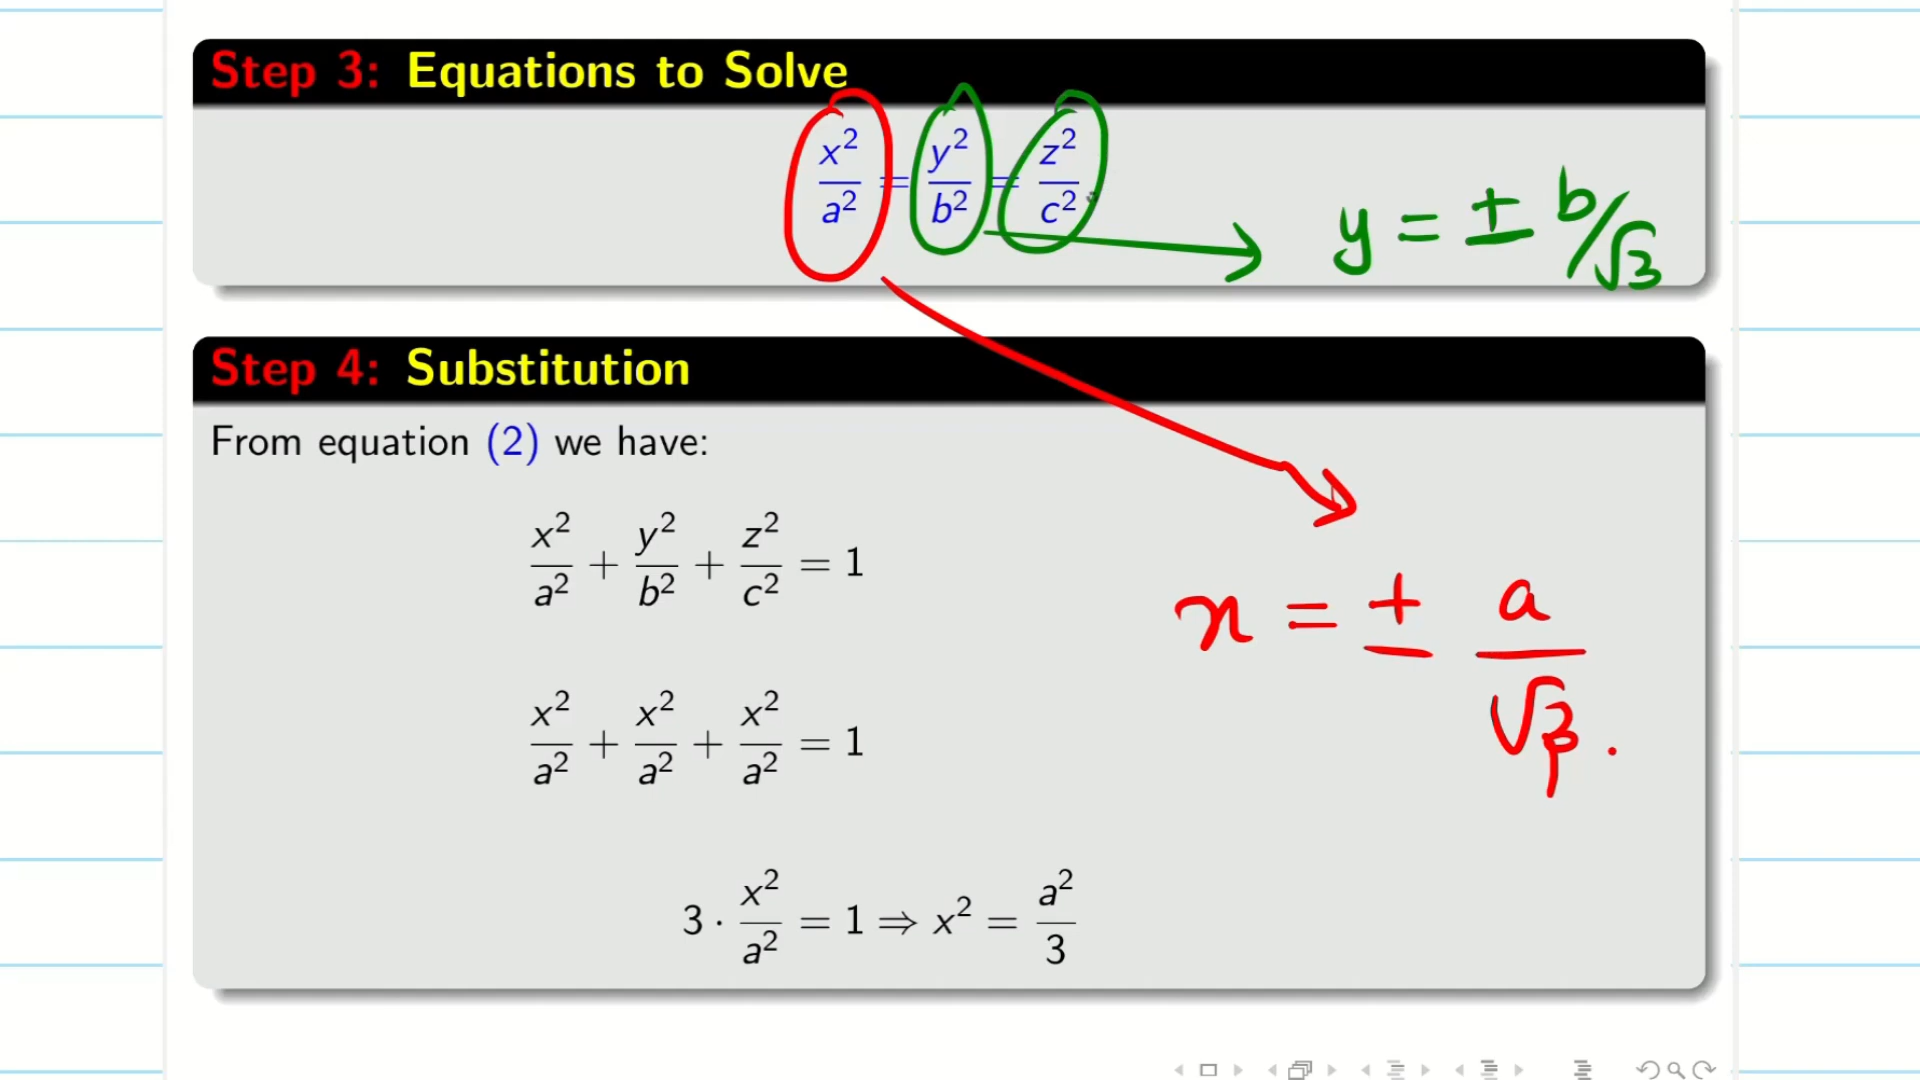 Step 3: Equations to Solve
x²/a² = y²/b² = z²/c²
y = ± b/√3
Step 4: Substitution
From equation (2) we have:
x²/a² + y²/b² + z²/c² = 1
x = ± a/√3 .
x²/a² + x²/a² + x²/a² = 1
3 · x²/a² = 1 ⇒ x² = a²/3